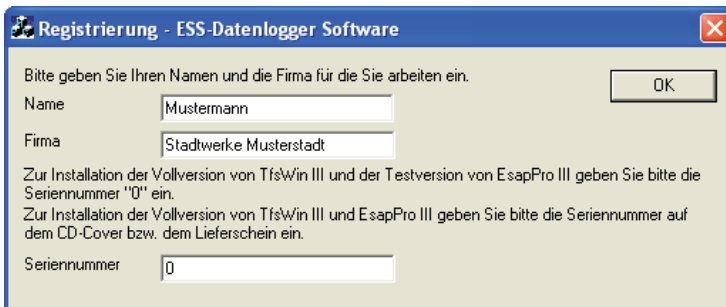 Registrierung - ESS-Datenlogger Software
Bitte geben Sie Ihren Namen und die Firma für die Sie arbeiten ein.
OK
Name
Mustermann
Firma
Stadtwerke Musterstadt
Zur Installation der Vollversion von TfsWin III und der Testversion von EsapPro III geben Sie bitte die
Seriennummer "0" ein.
Zur Installation der Vollversion von TfsWin III und EsapPro III geben Sie bitte die Seriennummer auf
dem CD-Cover bzw. dem Lieferschein ein.
Seriennummer
0